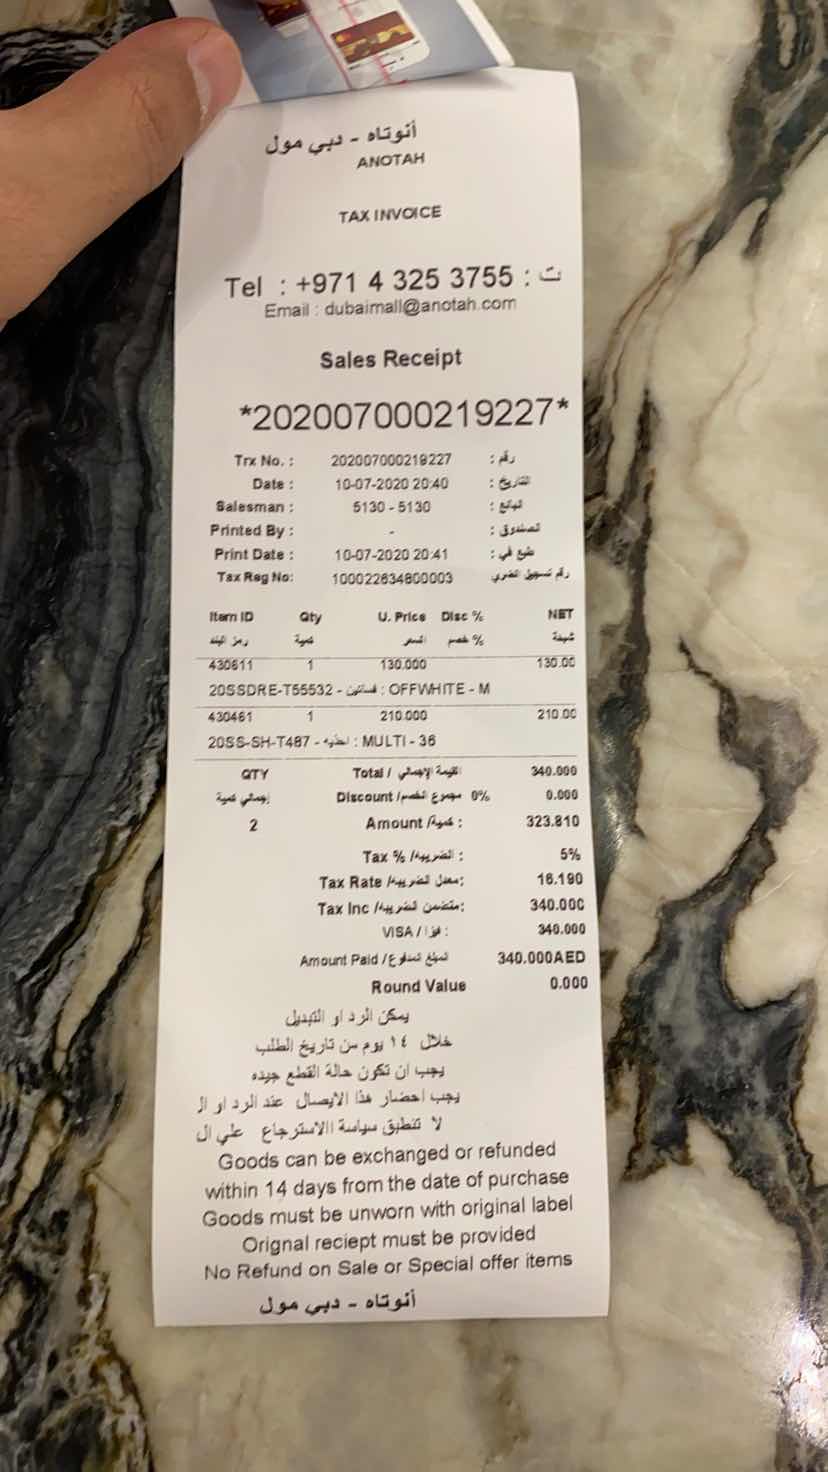 أنوتاه - دبي مول
ANOTAH
TAX INVOICE
Tel : +971 4 325 3755 : ت
Email : dubaimall@anotah.com
Sales Receipt
*202007000219227*
Trx No. : 202007000219227 رقم :
Date : 10-07-2020 20:40 التاريخ :
Salesman : 5130 - 5130 البائع :
Printed By : - الصندوق :
Print Date : 10-07-2020 20:41 طبع في :
Tax Reg No: 100022634800003 رقم تسجيل الضري
Item ID Qty U. Price Disc % NET
رمز البند كمية السعر خصم %
430611 1 130.000 130.00
20SSDRE-T55532 - فساتين : OFFWHITE - M
430461 1 210.000 210.00
20SS-SH-T487 - احذيه : MULTI - 36
QTY Total / القيمة الإجمالي 340.000
إجمالي كمية Discount / مجموع الخصم 0% 0.000
2 Amount /كمية : 323.810
Tax % /الضريبه : 5%
Tax Rate /معدل الضريبه: 16.190
Tax Inc /متضمن الضريبه: 340.000
VISA / فيزا : 340.000
Amount Paid / المبلغ المدفوع 340.000AED
Round Value 0.000
يمكن الرد او التبديل
خلال ١٤ يوم من تاريخ الطلب
يجب ان تكون حالة القطع جيده
يجب احضار هذا الايصال عند الرد او ال
لا تنطبق سياسة الاسترجاع علي ال
Goods can be exchanged or refunded
within 14 days from the date of purchase
Goods must be unworn with original label
Orignal reciept must be provided
No Refund on Sale or Special offer items
أنوتاه - دبي مول